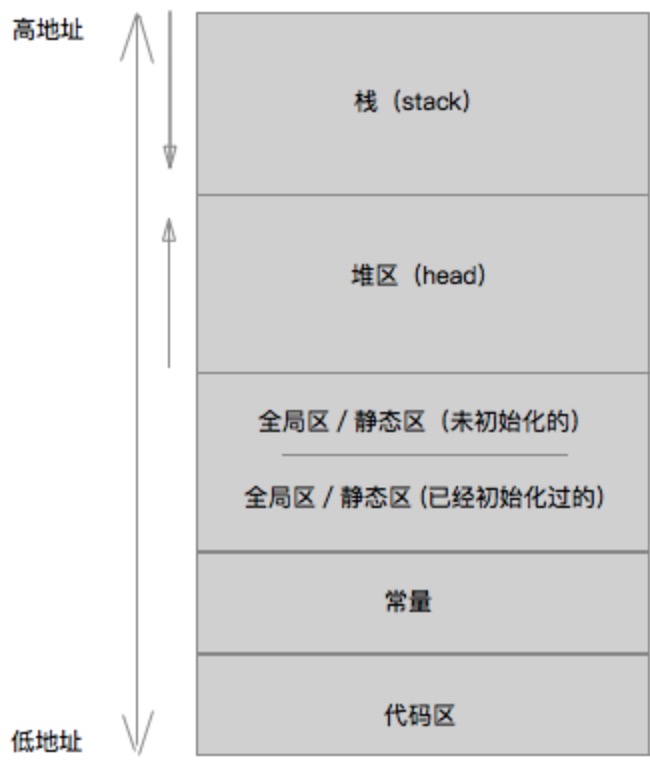 高地址
栈（stack）
堆区（head）
全局区 / 静态区（未初始化的）
全局区 / 静态区 (已经初始化过的）
常量
代码区
低地址